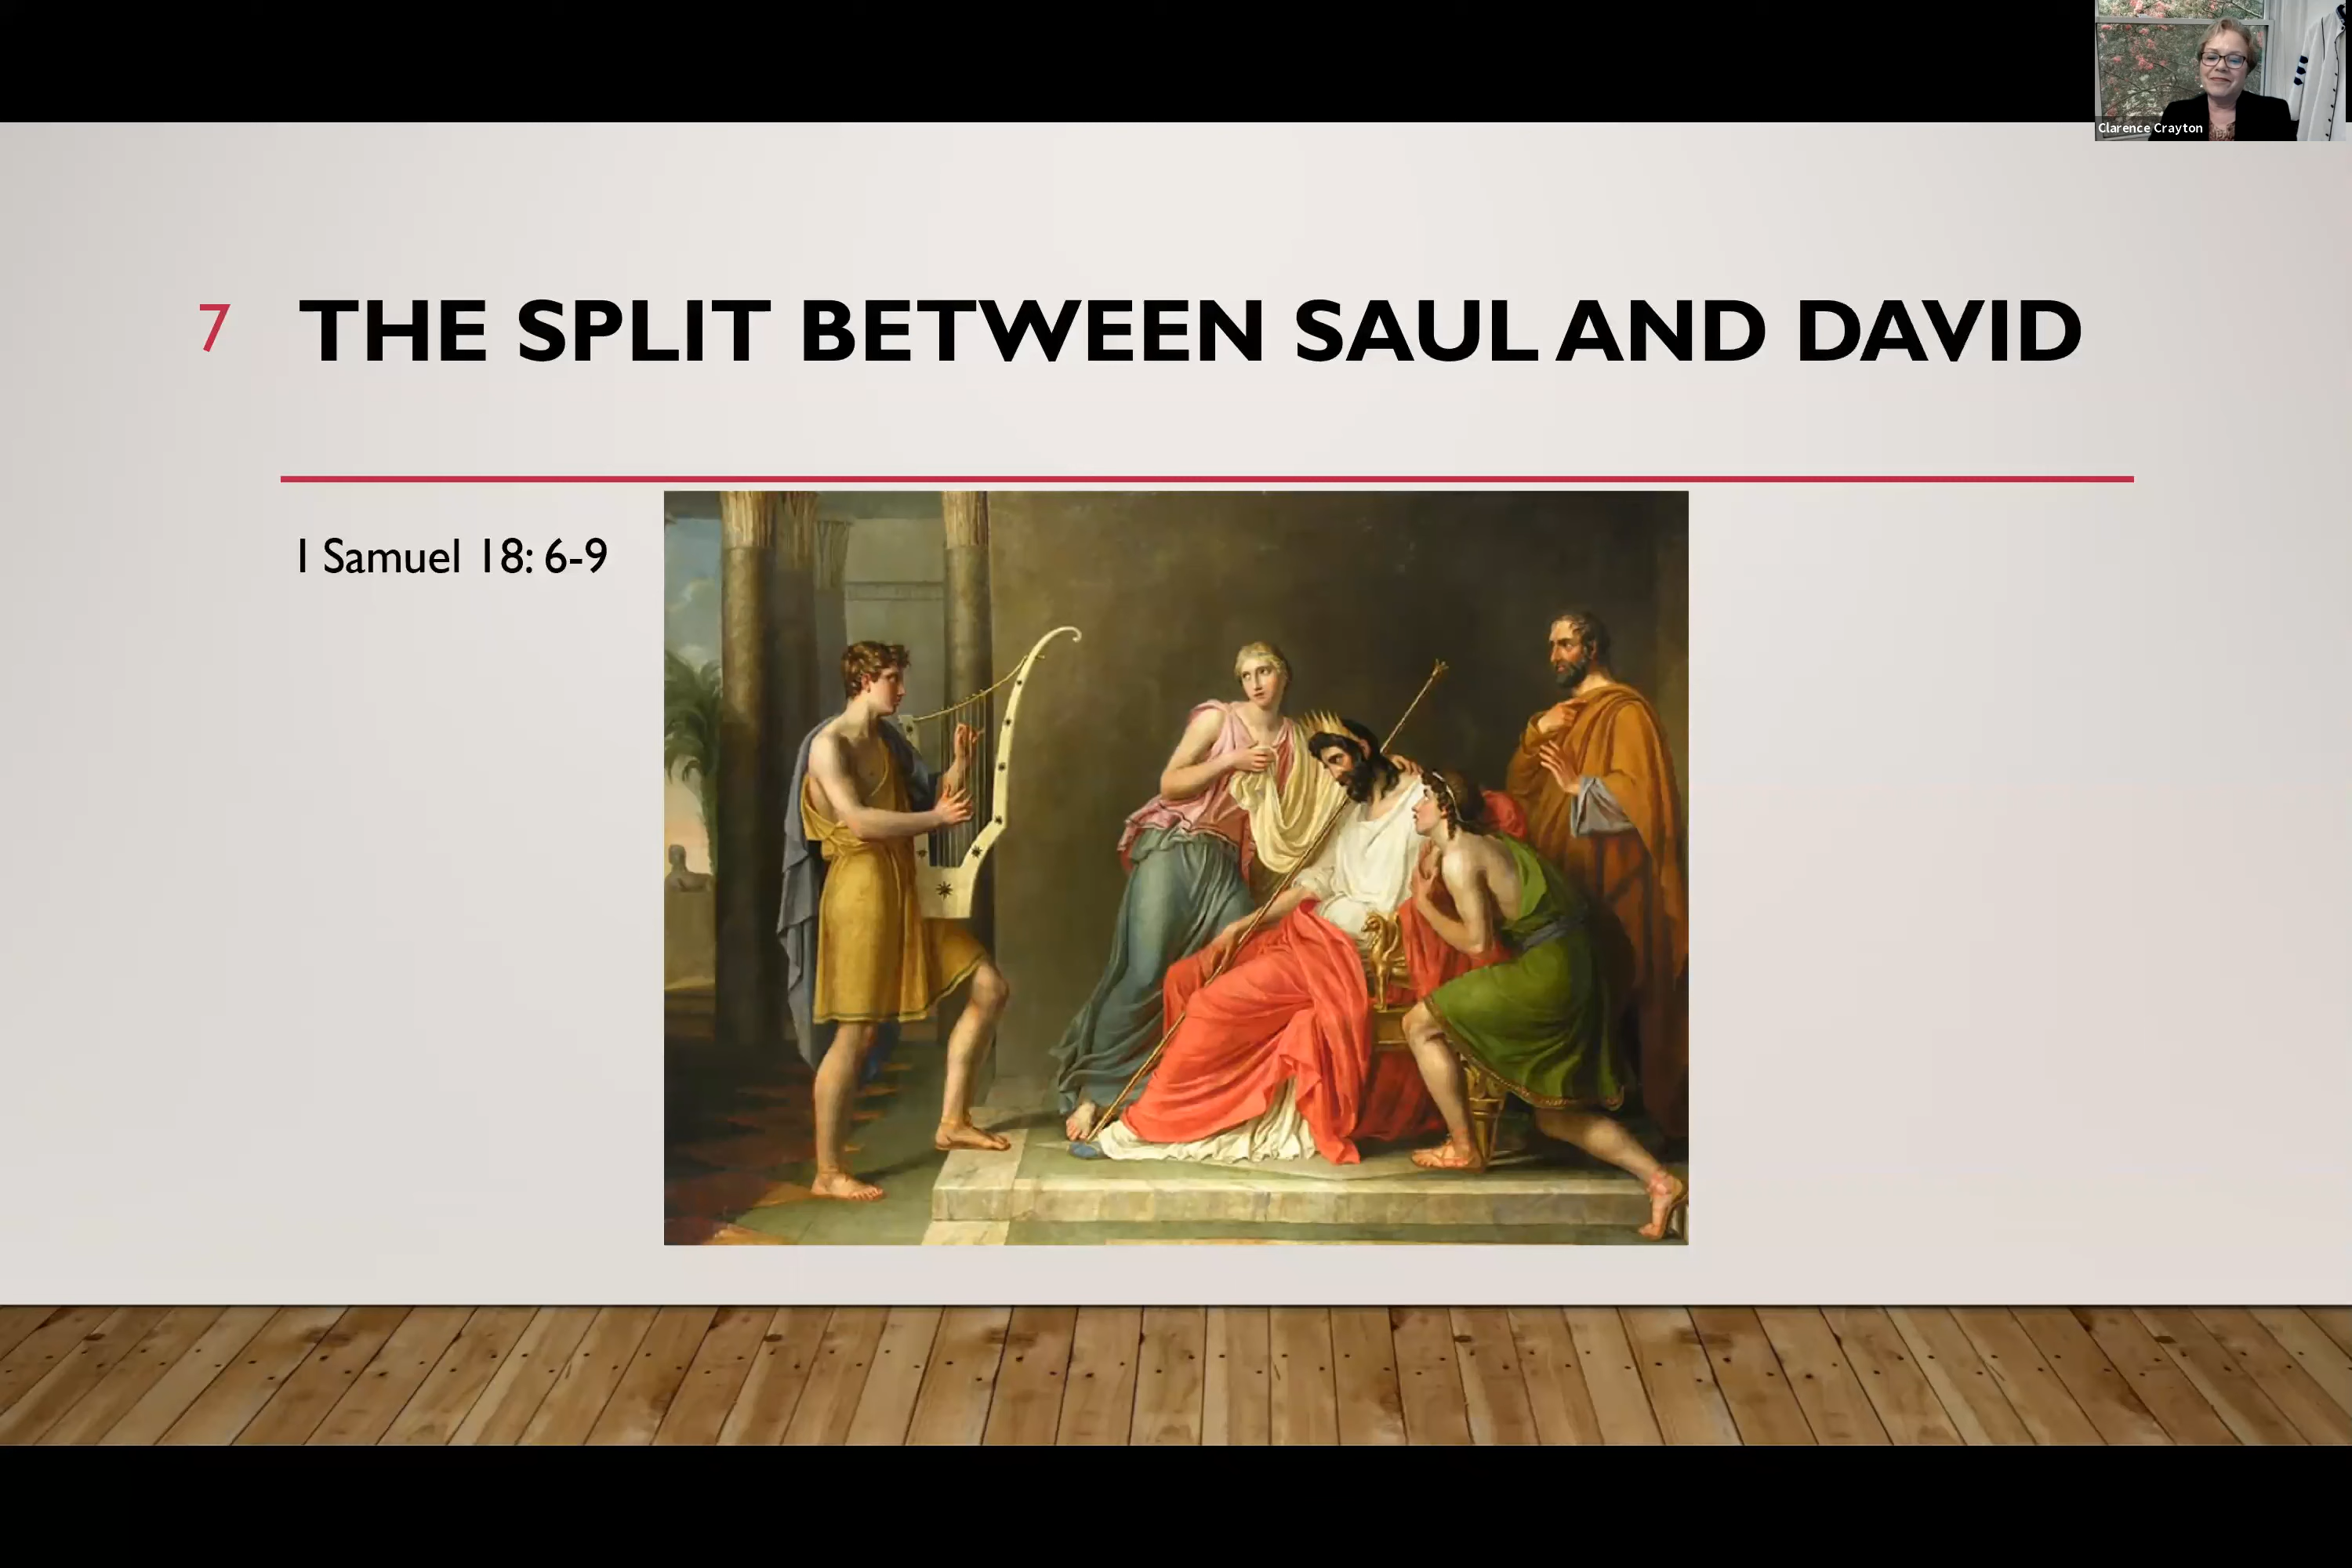 Clarence Crayton
7
THE SPLIT BETWEEN SAUL AND DAVID
I Samuel 18: 6-9